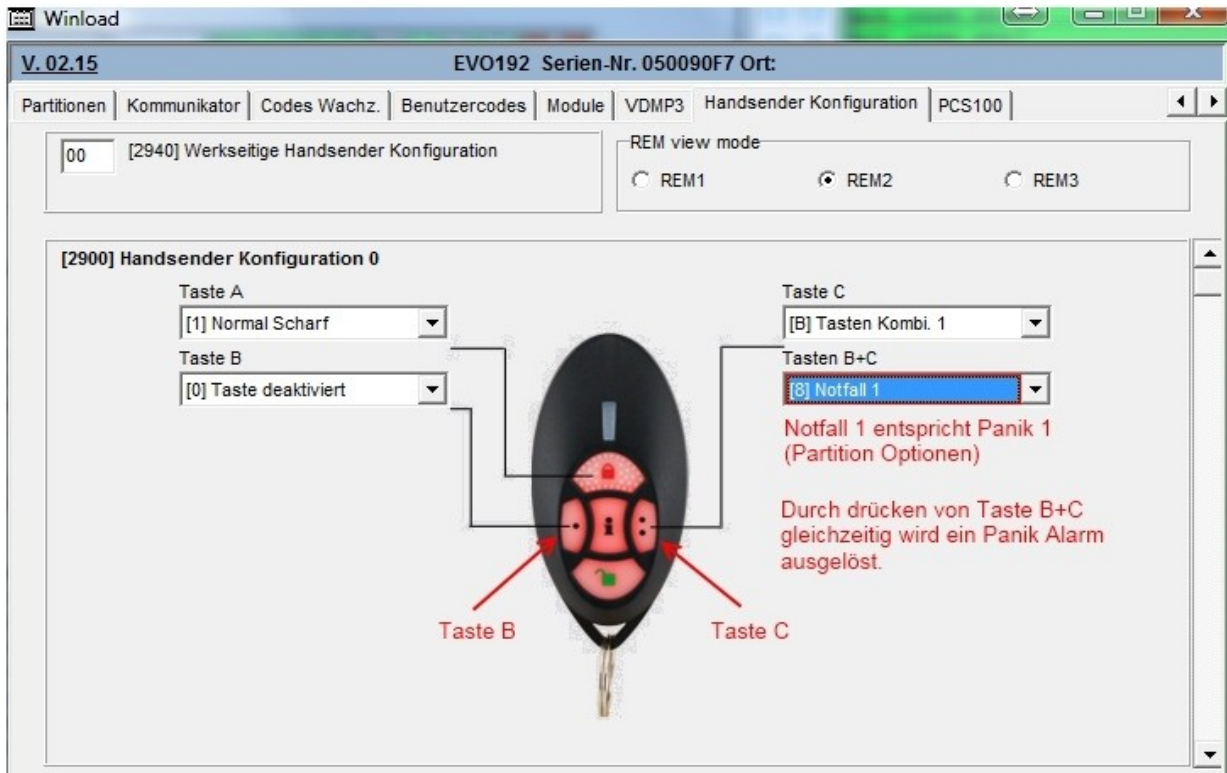 Winload
V. 02.15
EVO192 Serien-Nr. 050090F7 Ort:
Partitionen
Kommunikator
Codes Wachz.
Benutzercodes
Module
VDMP3
Handsender Konfiguration
PCS100
00
[2940] Werkseitige Handsender Konfiguration
REM view mode
REM1
REM2
REM3
[2900] Handsender Konfiguration 0
Taste A
[1] Normal Scharf
Taste B
[0] Taste deaktiviert
Taste C
[B] Tasten Kombi. 1
Tasten B+C
[8] Notfall 1
Notfall 1 entspricht Panik 1
(Partition Optionen)
Durch drücken von Taste B+C
gleichzeitig wird ein Panik Alarm
ausgelöst.
i
Taste B
Taste C